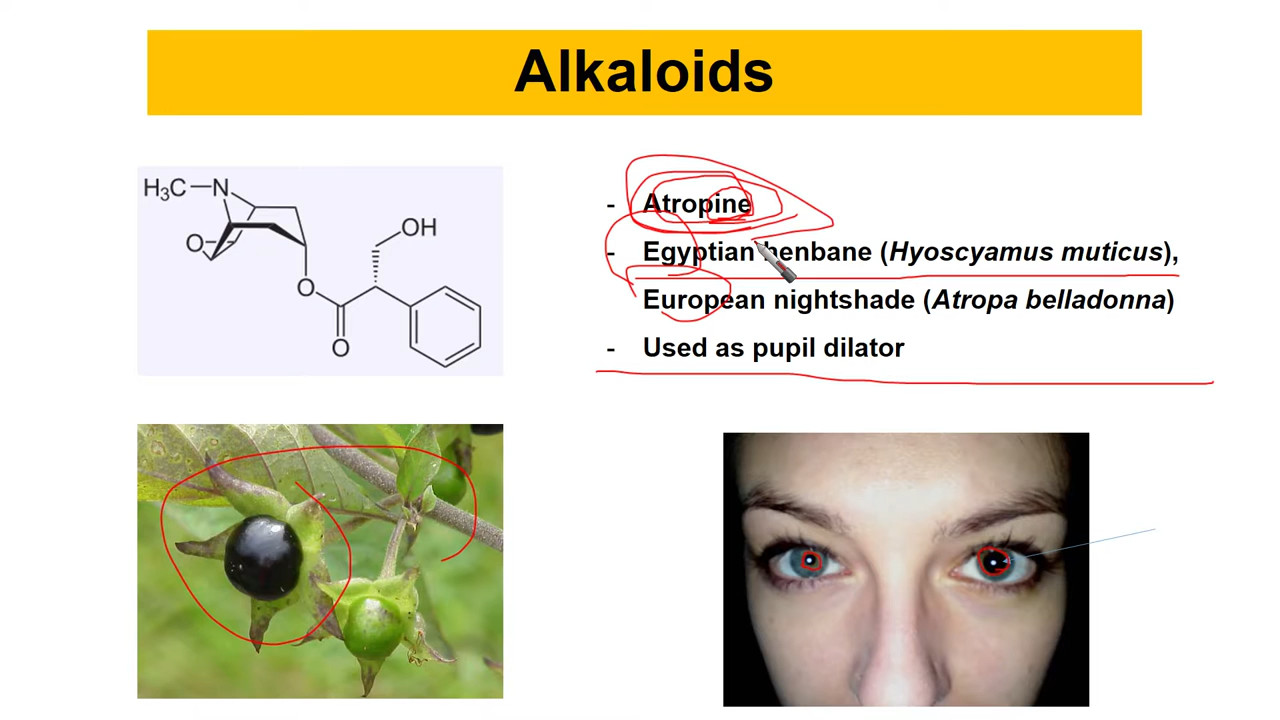 Alkaloids
H₃C
N
O
OH
O
O
- Atropine
- Egyptian henbane (Hyoscyamus muticus),
European nightshade (Atropa belladonna)
- Used as pupil dilator